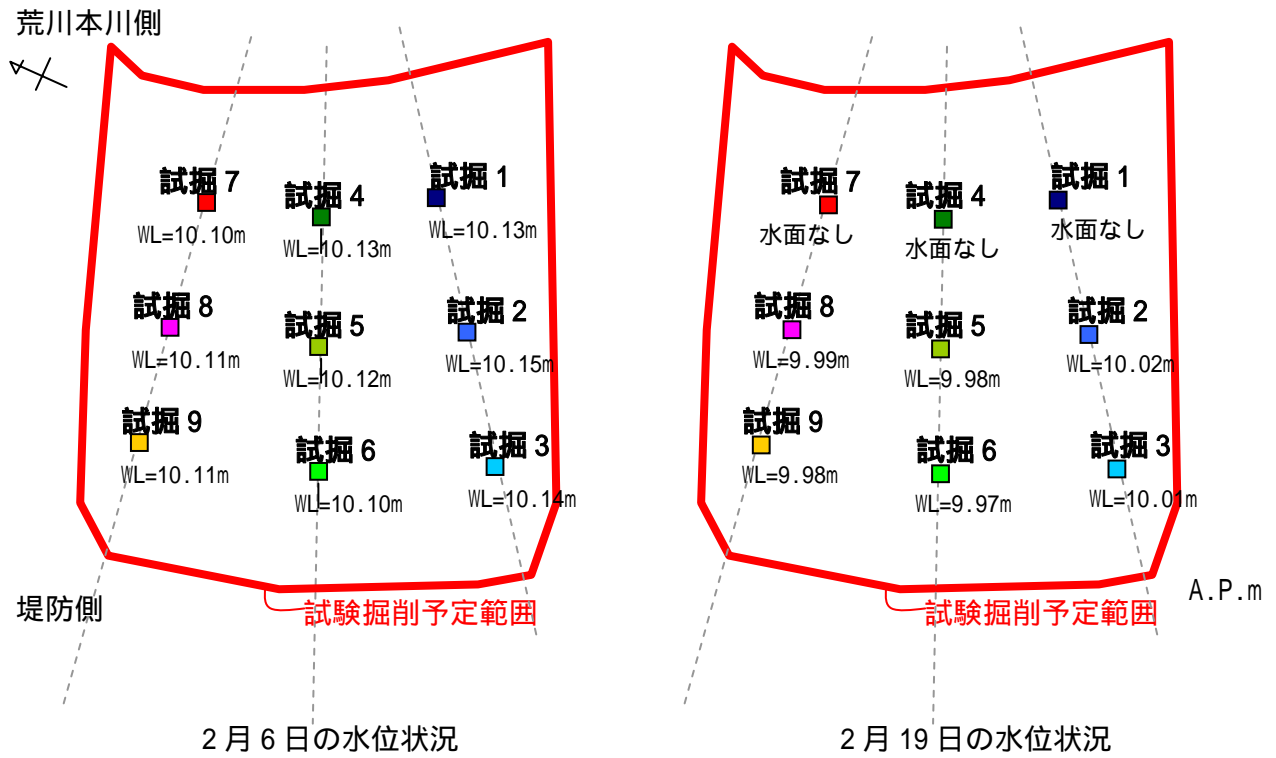 荒川本川側
試掘7
WL=10.10m
試掘4
WL=10.13m
試掘1
WL=10.13m
試掘8
WL=10.11m
試掘5
WL=10.12m
試掘2
WL=10.15m
試掘9
WL=10.11m
試掘6
WL=10.10m
試掘3
WL=10.14m
堤防側
試験掘削予定範囲
2月6日の水位状況
試掘7
水面なし
試掘4
水面なし
試掘1
水面なし
試掘8
WL=9.99m
試掘5
WL=9.98m
試掘2
WL=10.02m
試掘9
WL=9.98m
試掘6
WL=9.97m
試掘3
WL=10.01m
A.P.m
試験掘削予定範囲
2月19日の水位状況